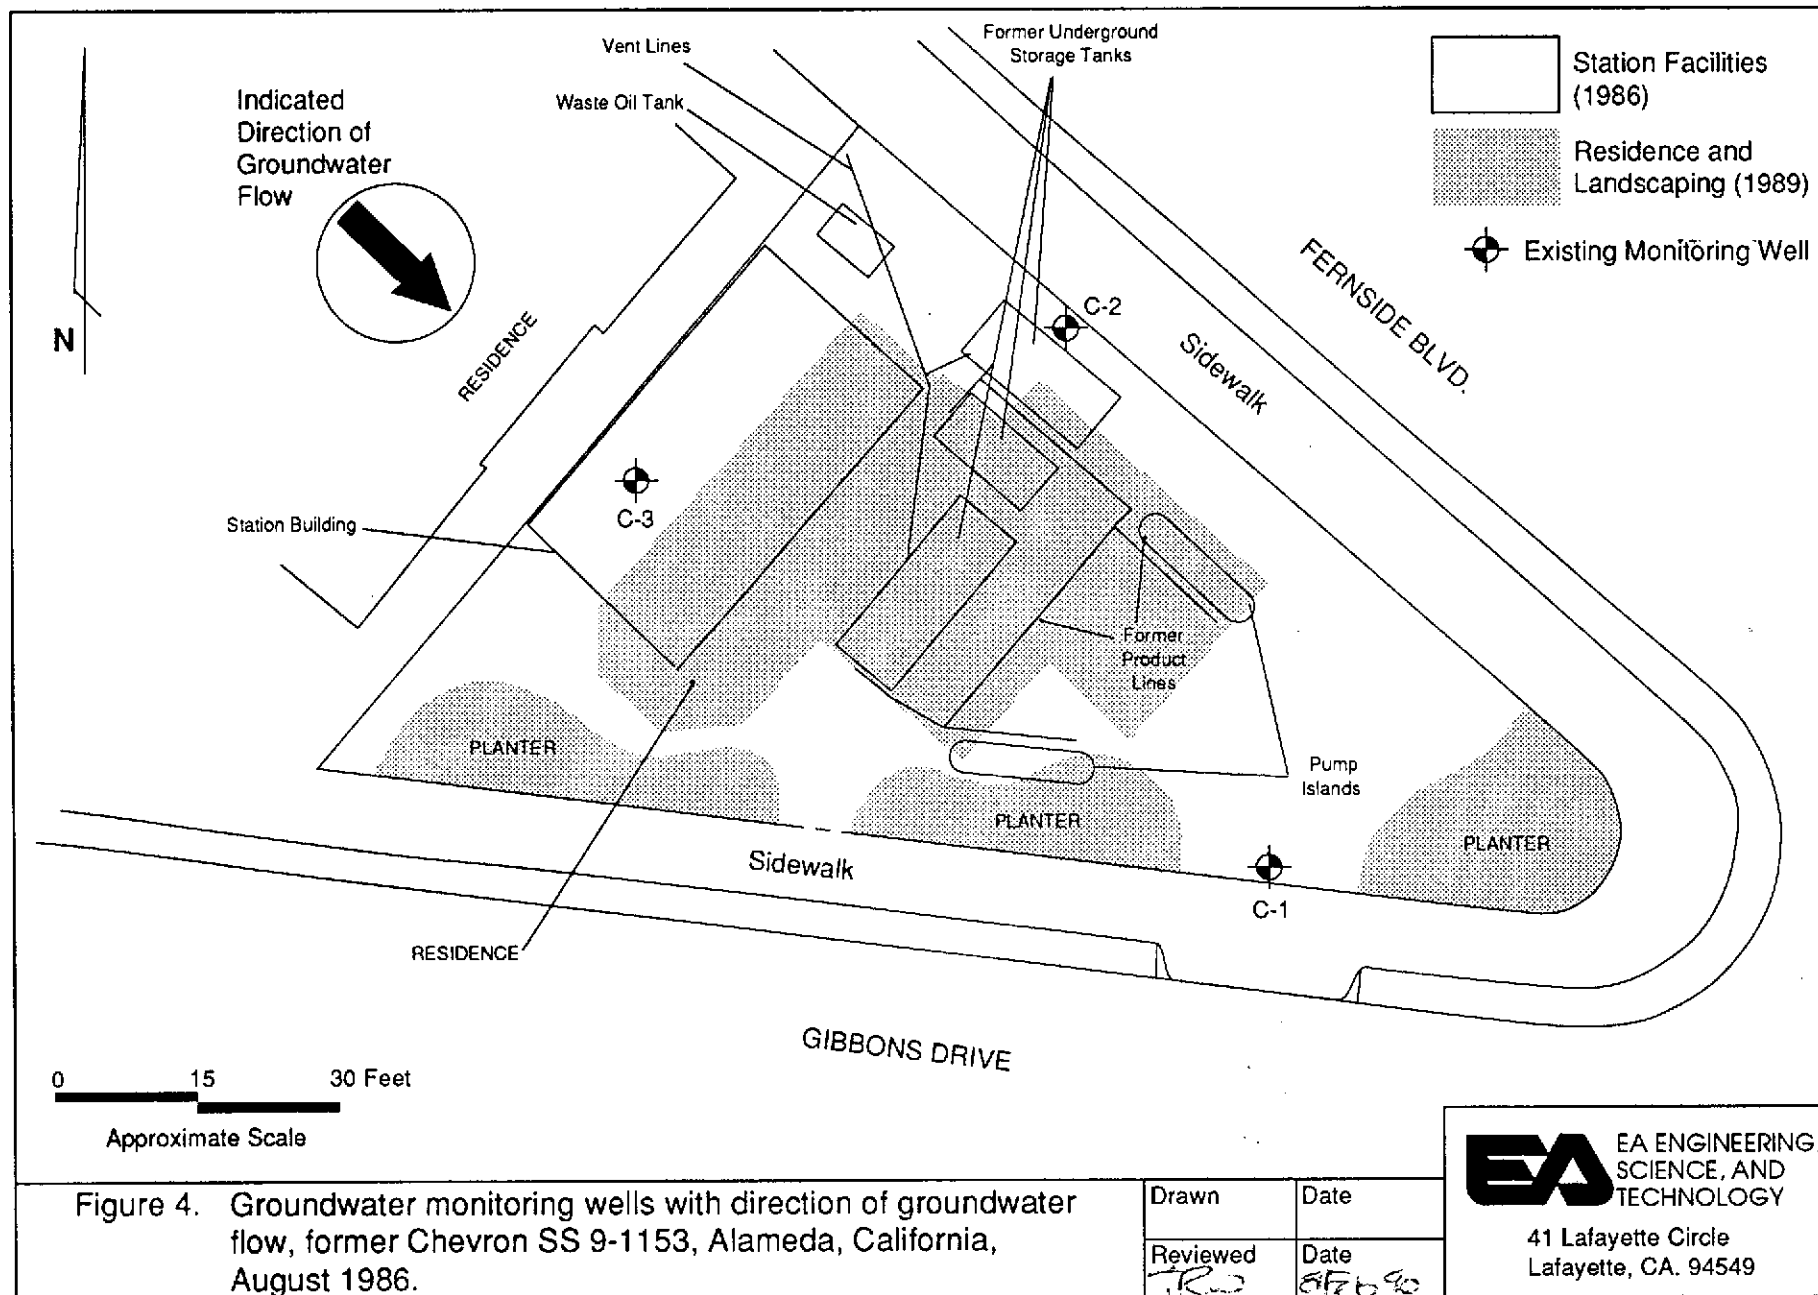 Vent Lines
Waste Oil Tank
Former Underground
Storage Tanks
Station Facilities
(1986)
Residence and
Landscaping (1989)
Existing Monitoring Well
Indicated
Direction of
Groundwater
Flow
N
RESIDENCE
C-2
FERNSIDE BLVD.
Sidewalk
C-3
Station Building
Former
Product
Lines
PLANTER
Pump
Islands
PLANTER
PLANTER
Sidewalk
C-1
RESIDENCE
GIBBONS DRIVE
0 15 30 Feet
Approximate Scale
Figure 4. Groundwater monitoring wells with direction of groundwater
flow, former Chevron SS 9-1153, Alameda, California,
August 1986.
Drawn Date
Reviewed Date
EA
EA ENGINEERING,
SCIENCE, AND
TECHNOLOGY
41 Lafayette Circle
Lafayette, CA. 94549